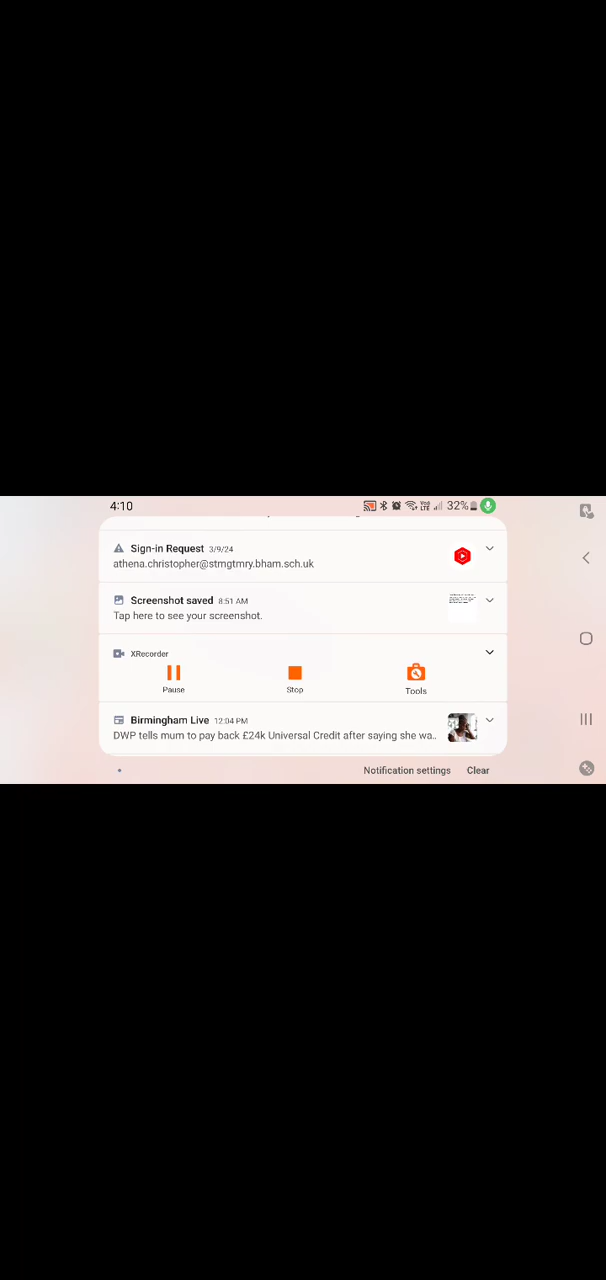 4:10
Vo)) LTE 32%
Sign-in Request 3/9/24
athena.christopher@stmgtmry.bham.sch.uk
Screenshot saved 8:51 AM
Tap here to see your screenshot.
XRecorder
Pause Stop Tools
Birmingham Live 12:04 PM
DWP tells mum to pay back £24k Universal Credit after saying she wa..
Notification settings Clear